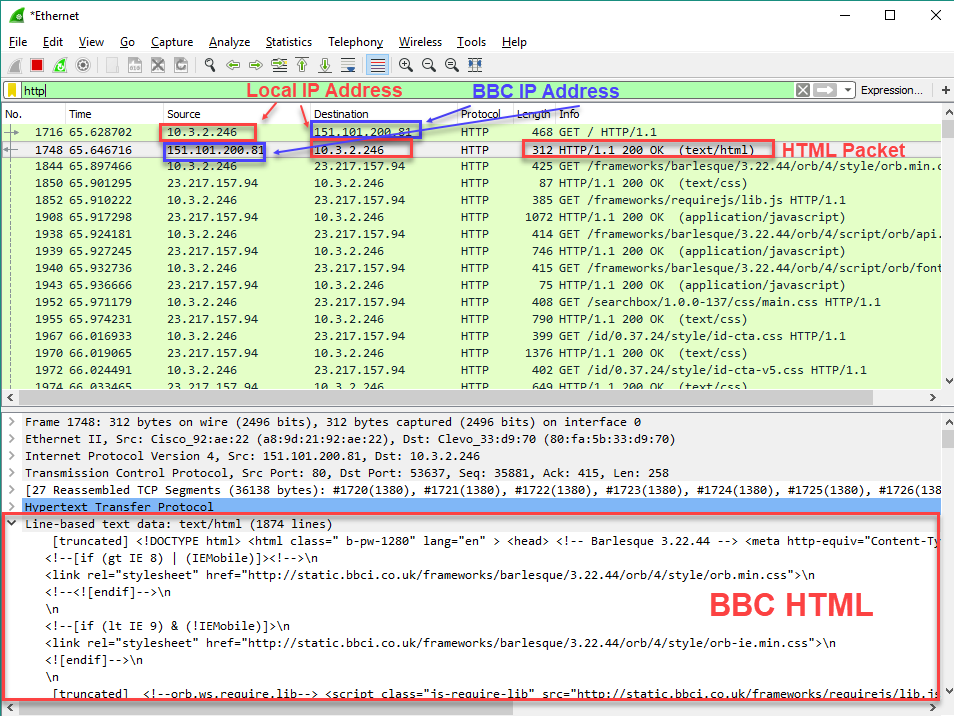 *Ethernet
File Edit View Go Capture Analyze Statistics Telephony Wireless Tools Help
http
Expression... +
Local IP Address BBC IP Address
No. Time Source Destination Protocol Length Info
1716 65.628702 10.3.2.246 151.101.200.81 HTTP 468 GET / HTTP/1.1
1748 65.646716 151.101.200.81 10.3.2.246 HTTP 312 HTTP/1.1 200 OK (text/html) HTML Packet
1844 65.897466 10.3.2.246 23.217.157.94 HTTP 425 GET /frameworks/barlesque/3.22.44/orb/4/style/orb.min.c
1850 65.901295 23.217.157.94 10.3.2.246 HTTP 87 HTTP/1.1 200 OK (text/css)
1852 65.910222 10.3.2.246 23.217.157.94 HTTP 385 GET /frameworks/requirejs/lib.js HTTP/1.1
1908 65.917298 23.217.157.94 10.3.2.246 HTTP 1072 HTTP/1.1 200 OK (application/javascript)
1938 65.924181 10.3.2.246 23.217.157.94 HTTP 414 GET /frameworks/barlesque/3.22.44/orb/4/script/orb/api.
1939 65.927245 23.217.157.94 10.3.2.246 HTTP 746 HTTP/1.1 200 OK (application/javascript)
1940 65.932736 10.3.2.246 23.217.157.94 HTTP 415 GET /frameworks/barlesque/3.22.44/orb/4/script/orb/font
1943 65.936666 23.217.157.94 10.3.2.246 HTTP 75 HTTP/1.1 200 OK (application/javascript)
1952 65.971179 10.3.2.246 23.217.157.94 HTTP 408 GET /searchbox/1.0.0-137/css/main.css HTTP/1.1
1955 65.974231 23.217.157.94 10.3.2.246 HTTP 790 HTTP/1.1 200 OK (text/css)
1967 66.016933 10.3.2.246 23.217.157.94 HTTP 399 GET /id/0.37.24/style/id-cta.css HTTP/1.1
1970 66.019065 23.217.157.94 10.3.2.246 HTTP 1376 HTTP/1.1 200 OK (text/css)
1972 66.024491 10.3.2.246 23.217.157.94 HTTP 402 GET /id/0.37.24/style/id-cta-v5.css HTTP/1.1
1974 66.033465 23.217.157.94 10.3.2.246 HTTP 649 HTTP/1.1 200 OK (text/css)
Frame 1748: 312 bytes on wire (2496 bits), 312 bytes captured (2496 bits) on interface 0
Ethernet II, Src: Cisco_92:ae:22 (a8:9d:21:92:ae:22), Dst: Clevo_33:d9:70 (80:fa:5b:33:d9:70)
Internet Protocol Version 4, Src: 151.101.200.81, Dst: 10.3.2.246
Transmission Control Protocol, Src Port: 80, Dst Port: 53637, Seq: 35881, Ack: 415, Len: 258
[27 Reassembled TCP Segments (36138 bytes): #1720(1380), #1721(1380), #1722(1380), #1723(1380), #1724(1380), #1725(1380), #1726(138
Hypertext Transfer Protocol
Line-based text data: text/html (1874 lines)
[truncated] <!DOCTYPE html> <html class=" b-pw-1280" lang="en" > <head> <!-- Barlesque 3.22.44 --> <meta http-equiv="Content-Ty
<!--[if (gt IE 8) | (IEMobile)]><!-->\n
<link rel="stylesheet" href="http://static.bbci.co.uk/frameworks/barlesque/3.22.44/orb/4/style/orb.min.css">\n
<!--<![endif]-->\n
\n
<!--[if (lt IE 9) & (!IEMobile)]>\n
<link rel="stylesheet" href="http://static.bbci.co.uk/frameworks/barlesque/3.22.44/orb/4/style/orb-ie.min.css">\n
<![endif]-->\n
\n
[truncated] <!--orb.ws.require.lib--> <script class="js-require-lib" src="http://static.bbci.co.uk/frameworks/requirejs/lib.js
BBC HTML